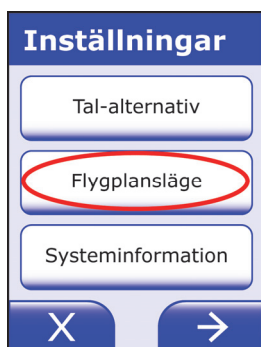 Inställningar
Tal-alternativ
Flygplansläge
Systeminformation
X →